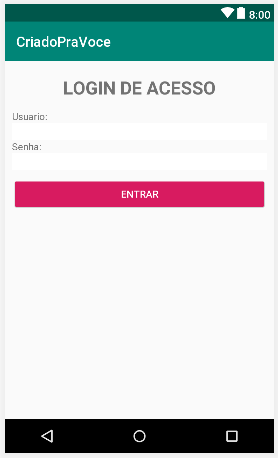 8:00
CriadoPraVoce
LOGIN DE ACESSO
Usuario:
Senha:
ENTRAR